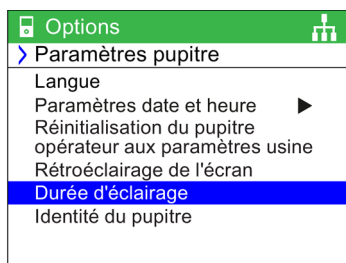 Options
Paramètres pupitre
Langue
Paramètres date et heure
Réinitialisation du pupitre
opérateur aux paramètres usine
Rétroéclairage de l'écran
Durée d'éclairage
Identité du pupitre